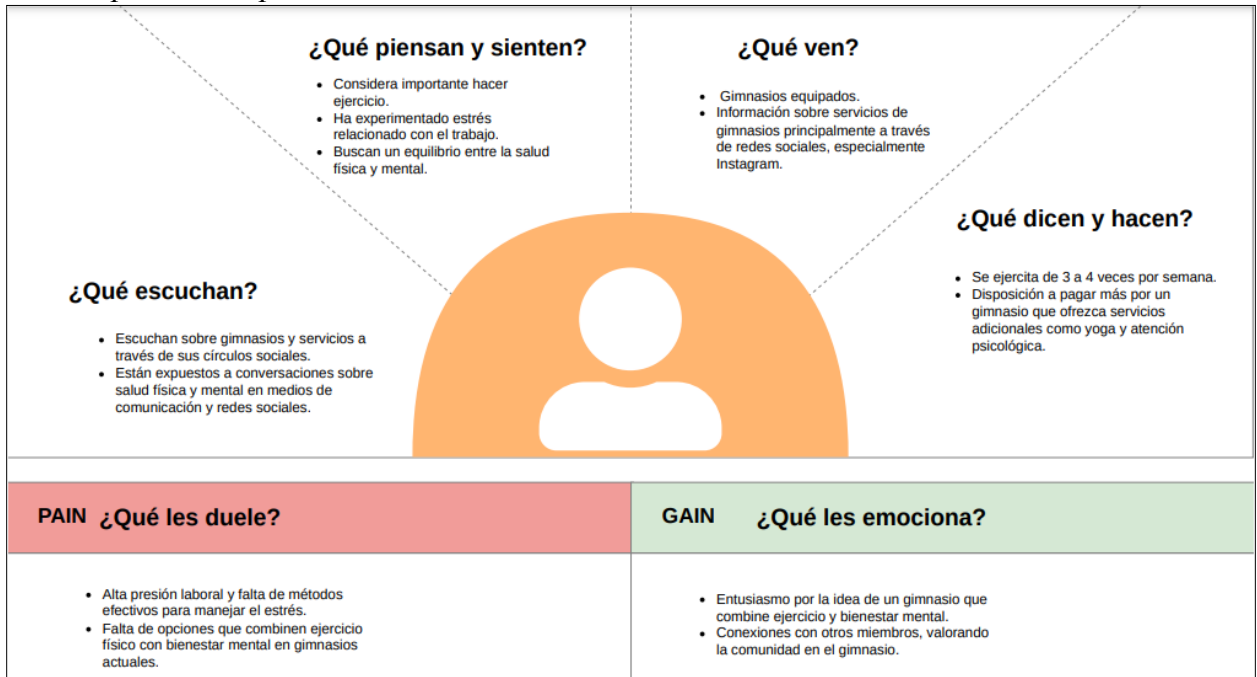 ¿Qué piensan y sienten?
• Considera importante hacer
ejercicio.
• Ha experimentado estrés
relacionado con el trabajo.
• Buscan un equilibrio entre la salud
física y mental.
¿Qué ven?
• Gimnasios equipados.
• Información sobre servicios de
gimnasios principalmente a través
de redes sociales, especialmente
Instagram.
¿Qué dicen y hacen?
• Se ejercita de 3 a 4 veces por semana.
• Disposición a pagar más por un
gimnasio que ofrezca servicios
adicionales como yoga y atención
psicológica.
¿Qué escuchan?
• Escuchan sobre gimnasios y servicios a
través de sus círculos sociales.
• Están expuestos a conversaciones sobre
salud física y mental en medios de
comunicación y redes sociales.
PAIN ¿Qué les duele?
• Alta presión laboral y falta de métodos
efectivos para manejar el estrés.
• Falta de opciones que combinen ejercicio
físico con bienestar mental en gimnasios
actuales.
GAIN ¿Qué les emociona?
• Entusiasmo por la idea de un gimnasio que
combine ejercicio y bienestar mental.
• Conexiones con otros miembros, valorando
la comunidad en el gimnasio.